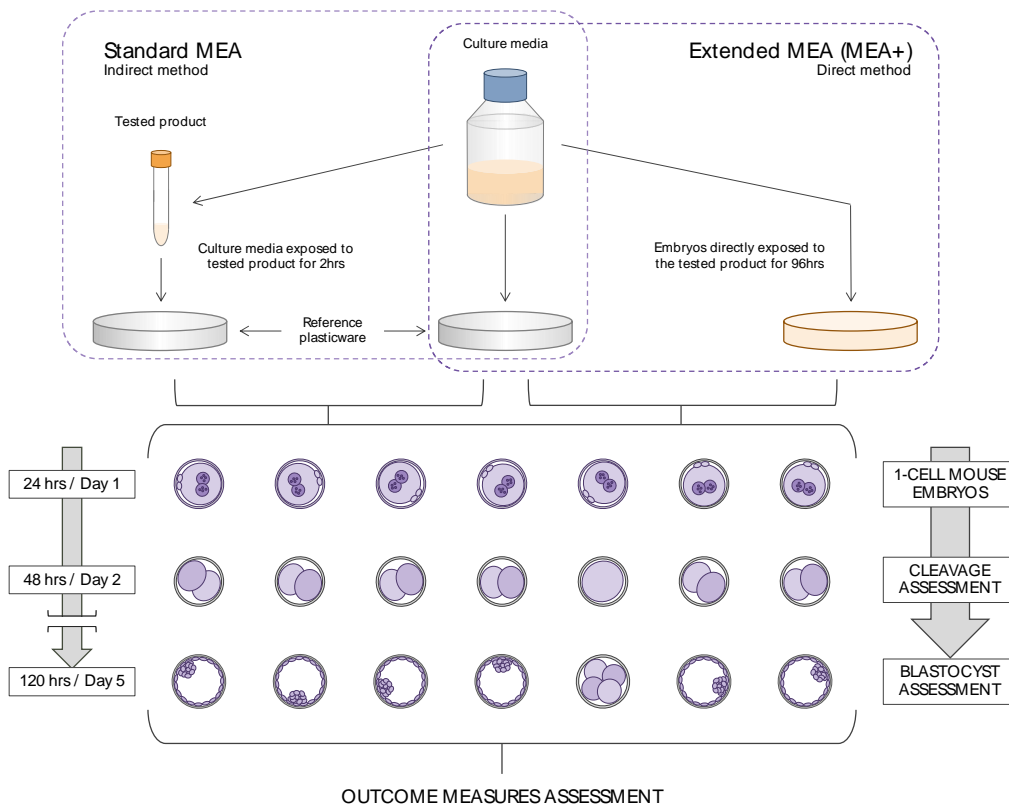 Standard MEA
Indirect method
Culture media
Extended MEA (MEA+)
Direct method
Tested product
Culture media exposed to
tested product for 2hrs
Embryos directly exposed to
the tested product for 96hrs
Reference
plasticware
24 hrs / Day 1
1-CELL MOUSE
EMBRYOS
48 hrs / Day 2
CLEAVAGE
ASSESSMENT
120 hrs / Day 5
BLASTOCYST
ASSESSMENT
OUTCOME MEASURES ASSESSMENT